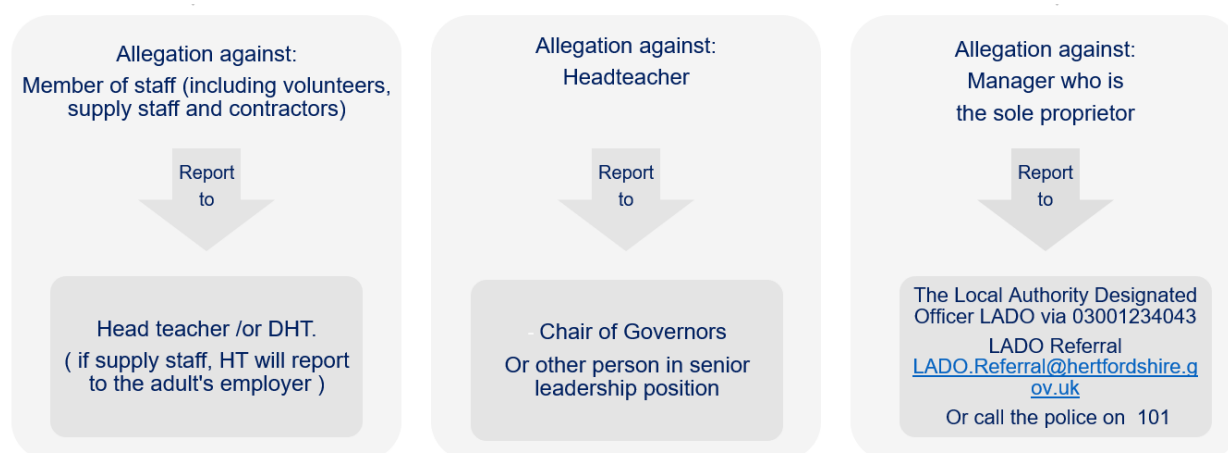 Allegation against:
Member of staff (including volunteers,
supply staff and contractors)
Report
to
Head teacher /or DHT.
( if supply staff, HT will report
to the adult's employer )
Allegation against:
Headteacher
Report
to
- Chair of Governors
Or other person in senior
leadership position
Allegation against:
Manager who is
the sole proprietor
Report
to
The Local Authority Designated
Officer LADO via 03001234043
LADO Referral
LADO.Referral@hertfordshire.g
ov.uk
Or call the police on 101